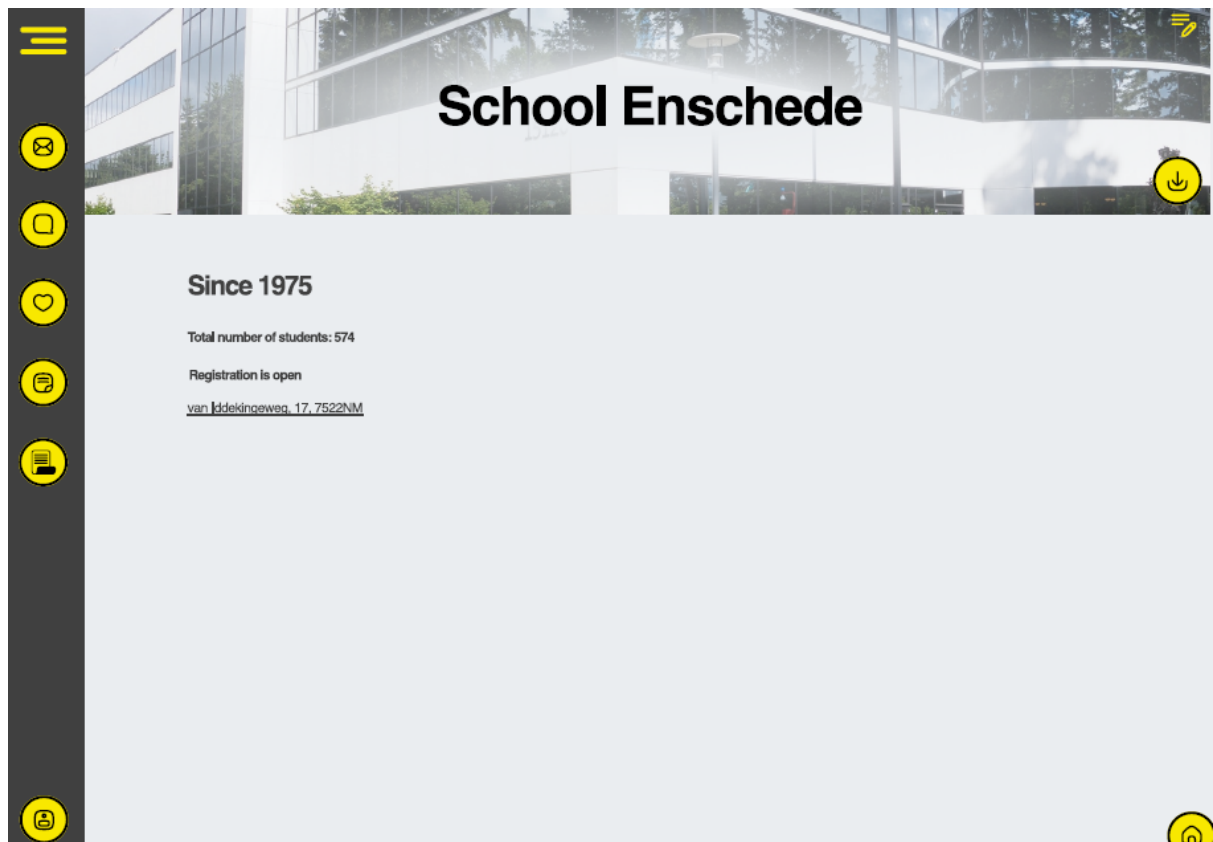 School Enschede
Since 1975
Total number of students: 574
Registration is open
van Iddekingeweg, 17, 7522NM